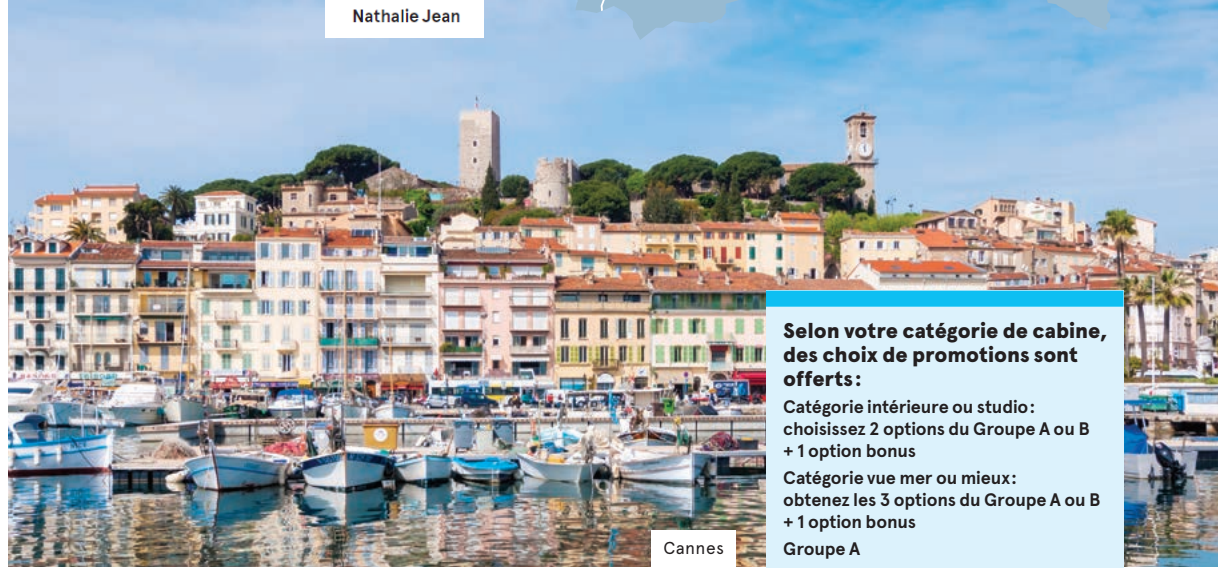 Nathalie Jean
Selon votre catégorie de cabine,
des choix de promotions sont
offerts :
Catégorie intérieure ou studio :
choisissez 2 options du Groupe A ou B
+ 1 option bonus
Catégorie vue mer ou mieux :
obtenez les 3 options du Groupe A ou B
+ 1 option bonus
Groupe A
Cannes